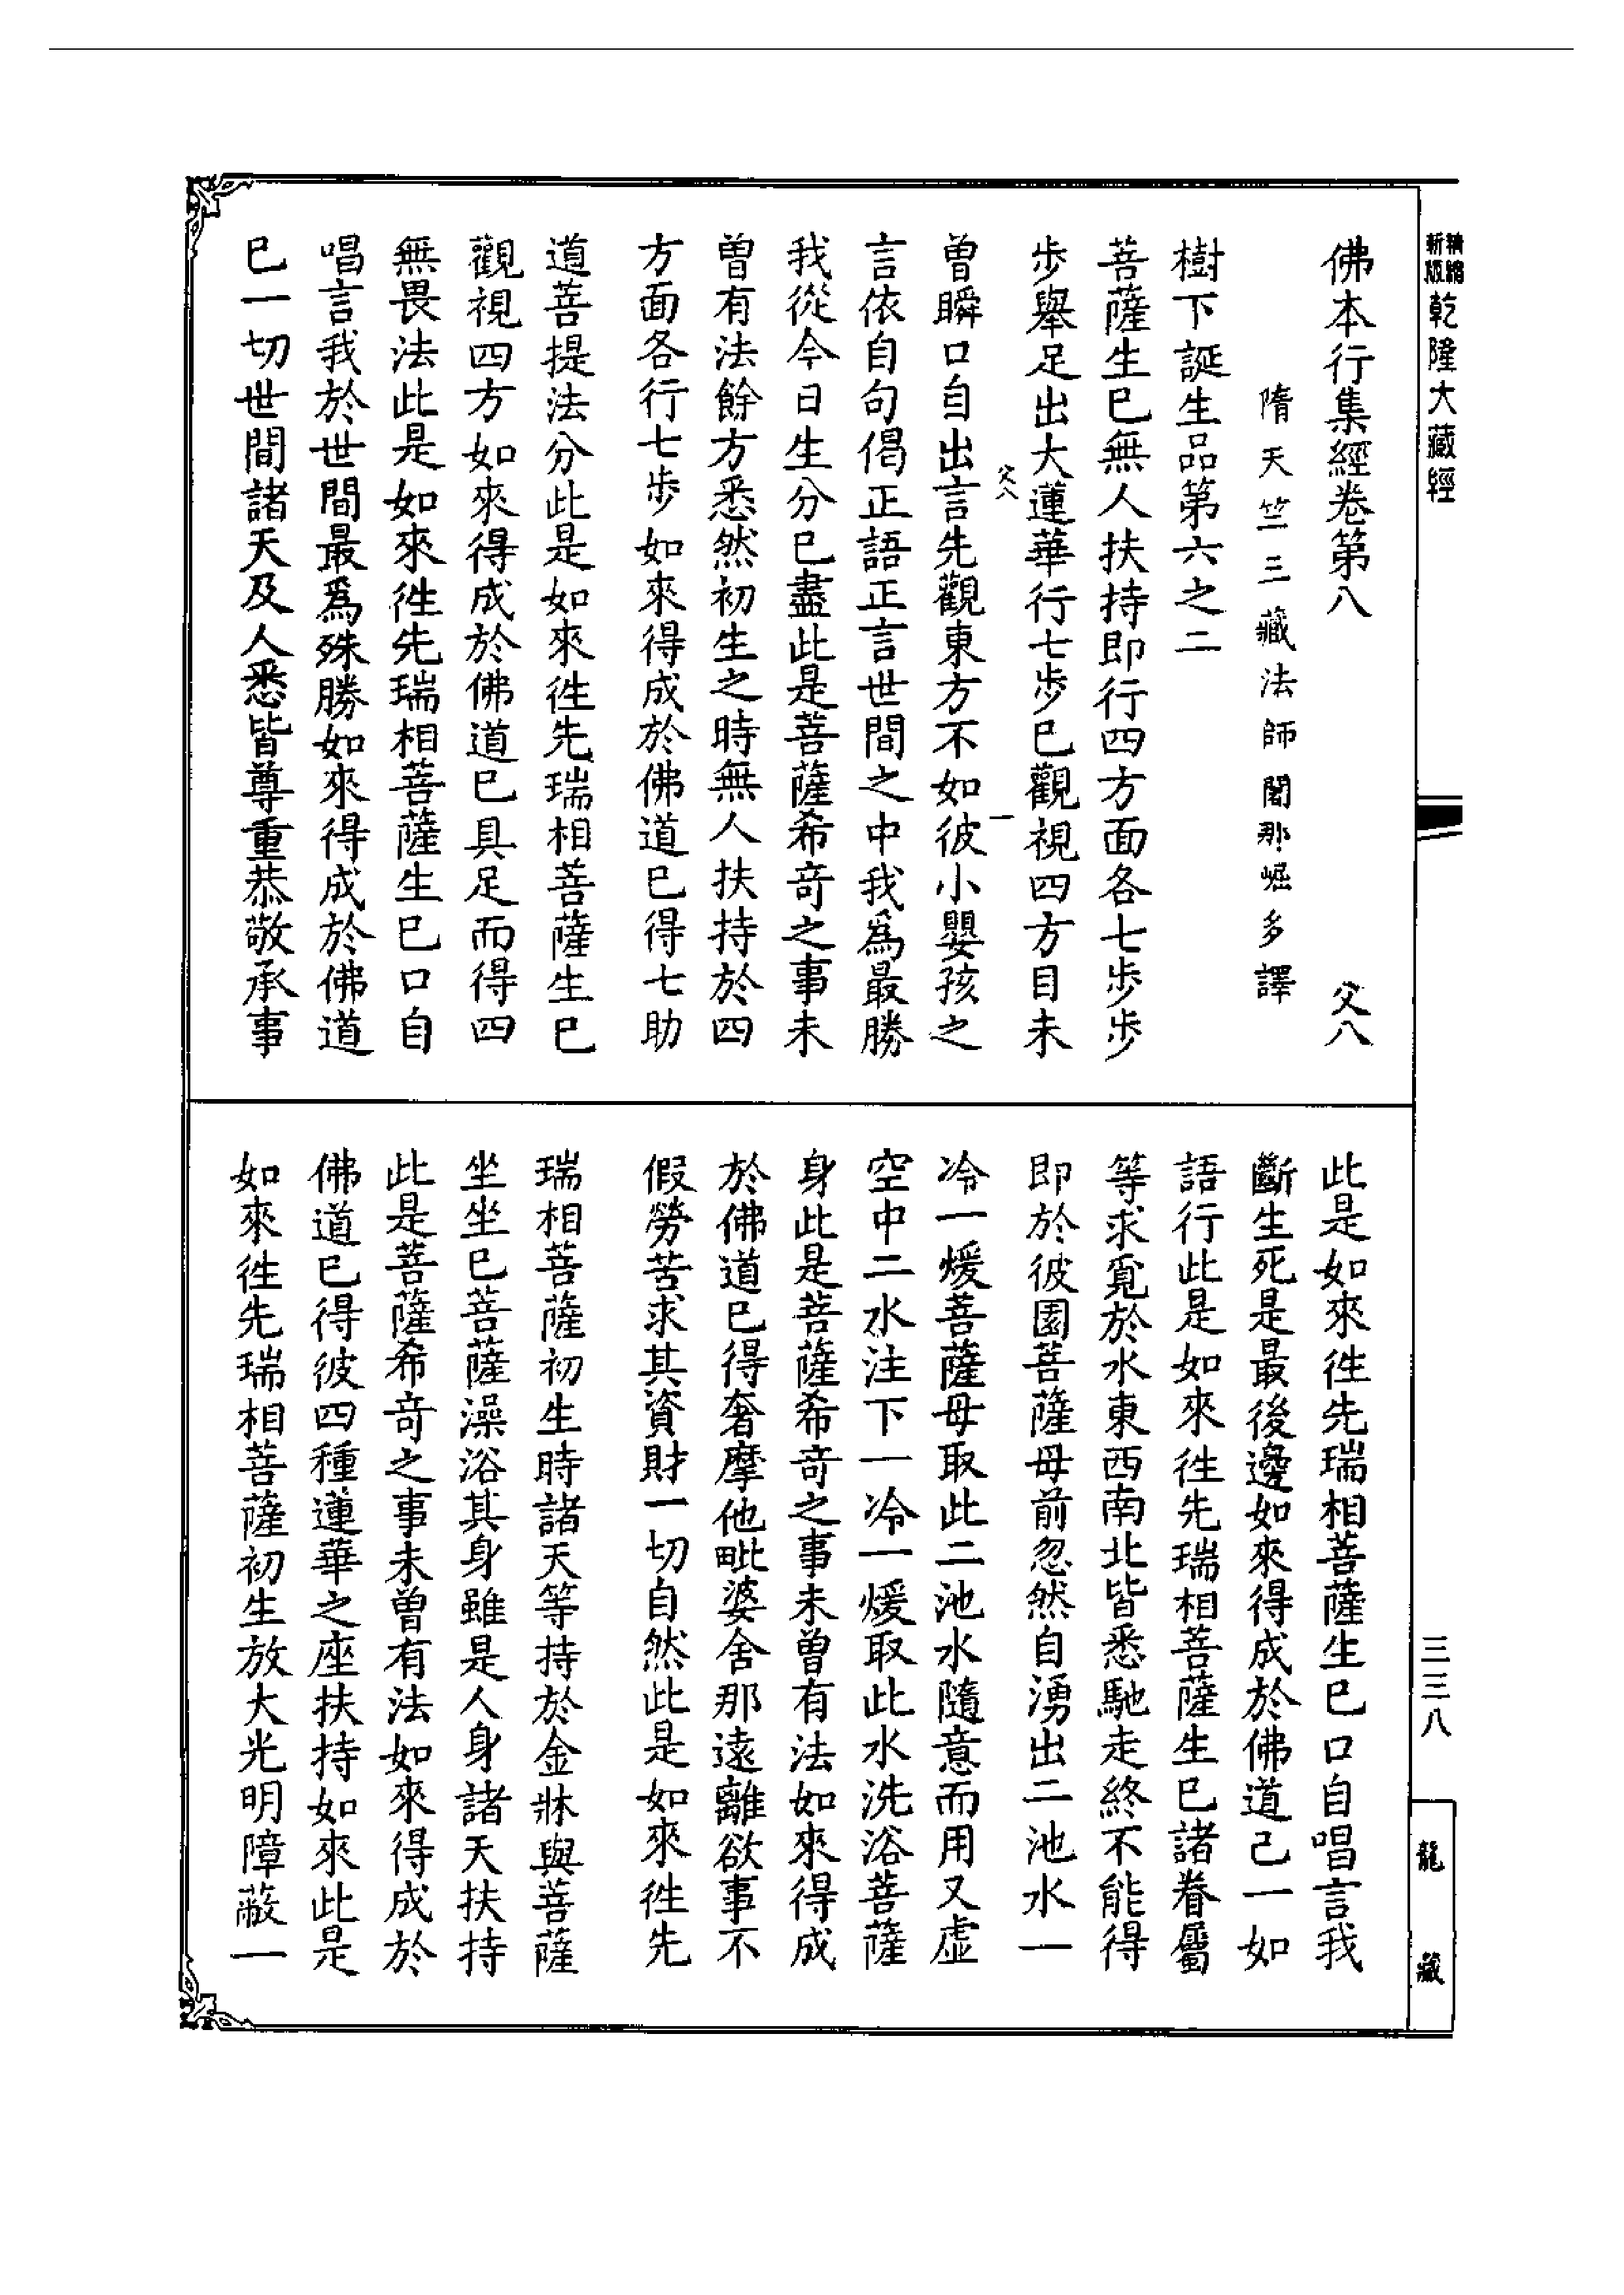 精縮新版乾隆大藏經
佛本行集經卷第八 父八
隋天竺三藏法師闍那崛多譯
樹下誕生品第六之二
菩薩生已無人扶持即行四方面各七步步
步舉足出大蓮華行七步已觀視四方目未
父八 一
曾瞬口自出言先觀東方不如彼小嬰孩之
言依自句偈正語正言世間之中我爲最勝
我從今日生分已盡此是菩薩希奇之事未
曾有法餘方悉然初生之時無人扶持於四
方面各行七步如來得成於佛道已得七助
道菩提法分此是如來徃先瑞相菩薩生已
觀視四方如來得成於佛道已具足而得四
無畏法此是如來徃先瑞相菩薩生已口自
唱言我於世間最爲殊勝如來得成於佛道
已一切世間諸天及人悉皆尊重恭敬承事
此是如來徃先瑞相菩薩生已口自唱言我
斷生死是最後邊如來得成於佛道已一如
語行此是如來徃先瑞相菩薩生已諸眷屬
等求覓於水東西南北皆悉馳走終不能得
即於彼園菩薩母前忽然自湧出二池水一
冷一煖菩薩母取此二池水隨意而用又虛
空中二水注下一冷一煖取此水洗浴菩薩
身此是菩薩希奇之事未曾有法如來得成
於佛道已得奢摩他毗婆舍那遠離欲事不
假勞苦求其資財一切自然此是如來徃先
瑞相菩薩初生時諸天等持於金牀與菩薩
坐坐已菩薩澡浴其身雖是人身諸天扶持
此是菩薩希奇之事未曾有法如來得成於
佛道已得彼四種蓮華之座扶持如來此是
如來徃先瑞相菩薩初生放大光明障蔽一
三三八
龍藏